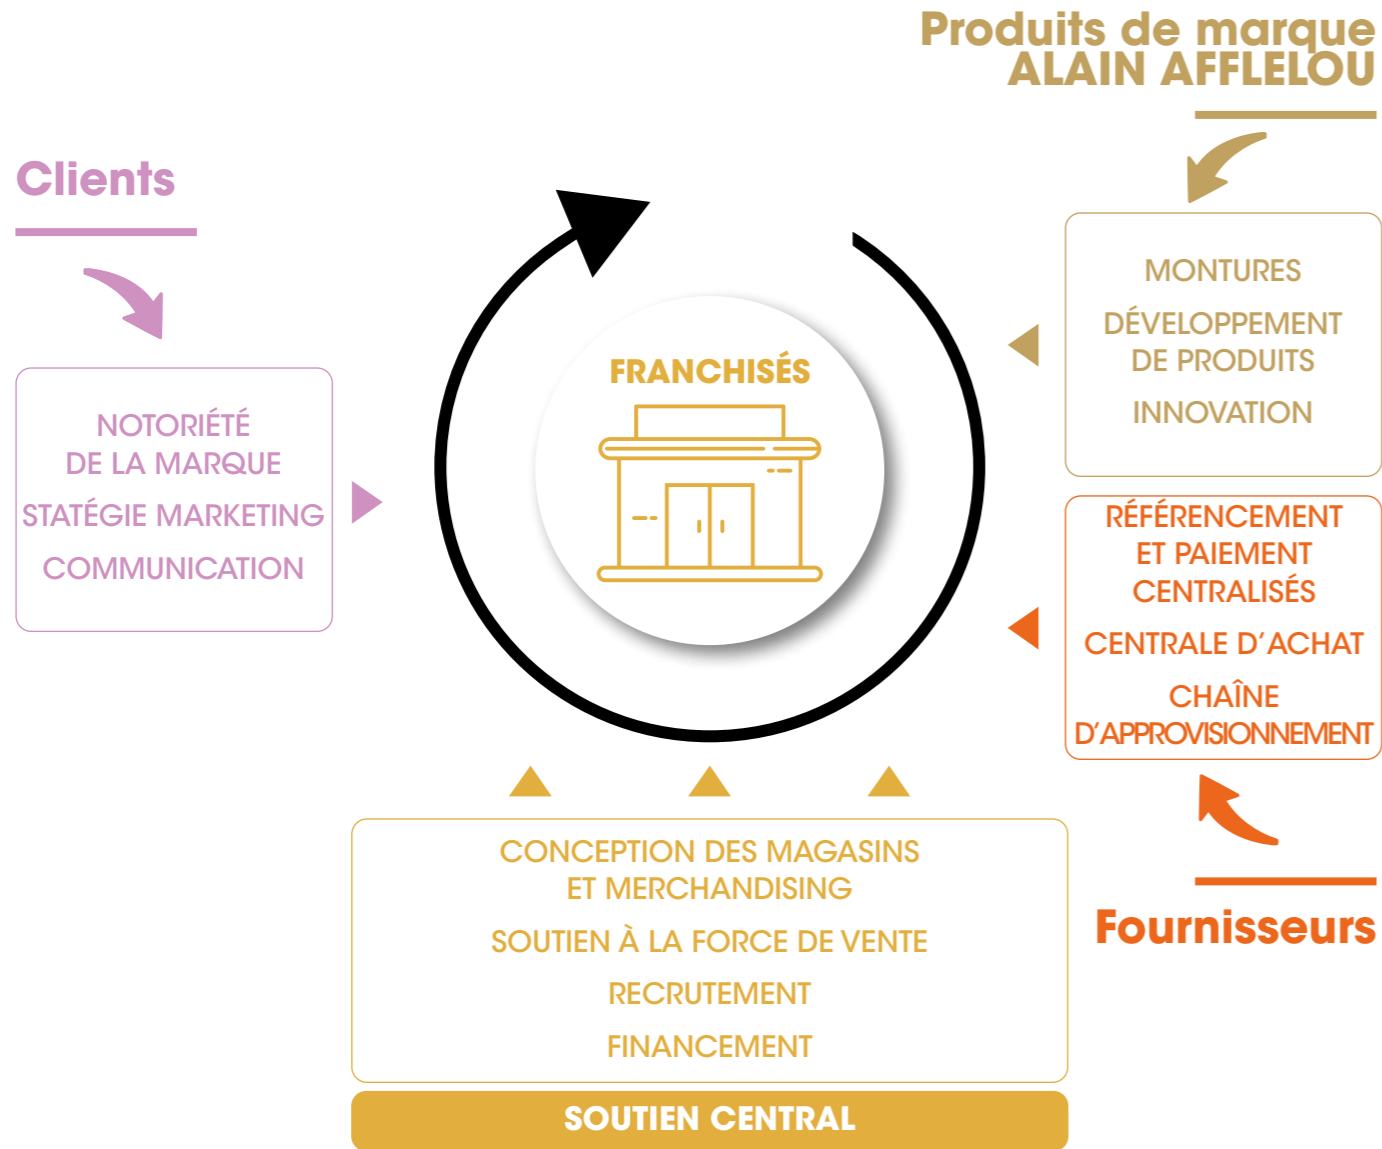 Produits de marque
ALAIN AFFLELOU
Clients
NOTORIÉTÉ
DE LA MARQUE
STATÉGIE MARKETING
COMMUNICATION
FRANCHISÉS
MONTURES
DÉVELOPPEMENT
DE PRODUITS
INNOVATION
RÉFÉRENCEMENT
ET PAIEMENT
CENTRALISÉS
CENTRALE D'ACHAT
CHAÎNE
D'APPROVISIONNEMENT
Fournisseurs
CONCEPTION DES MAGASINS
ET MERCHANDISING
SOUTIEN À LA FORCE DE VENTE
RECRUTEMENT
FINANCEMENT
SOUTIEN CENTRAL